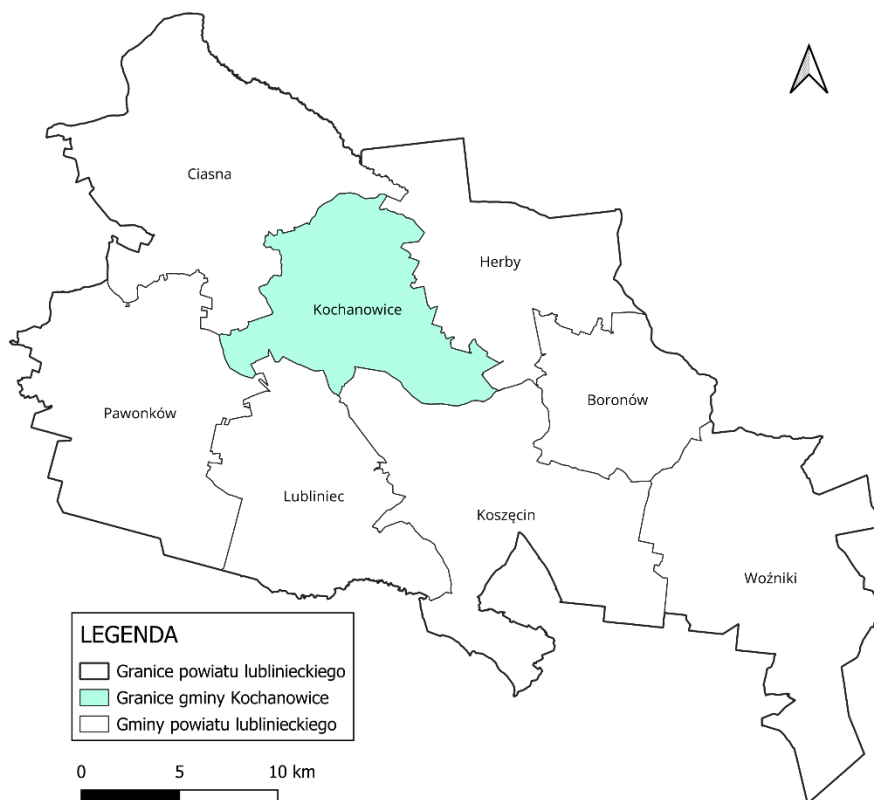 Ciasna
Herby
Kochanowice
Boronów
Pawonków
Lubliniec
Koszęcin
Woźniki
LEGENDA
Granice powiatu lublinieckiego
Granice gminy Kochanowice
Gminy powiatu lublinieckiego
0 5 10 km